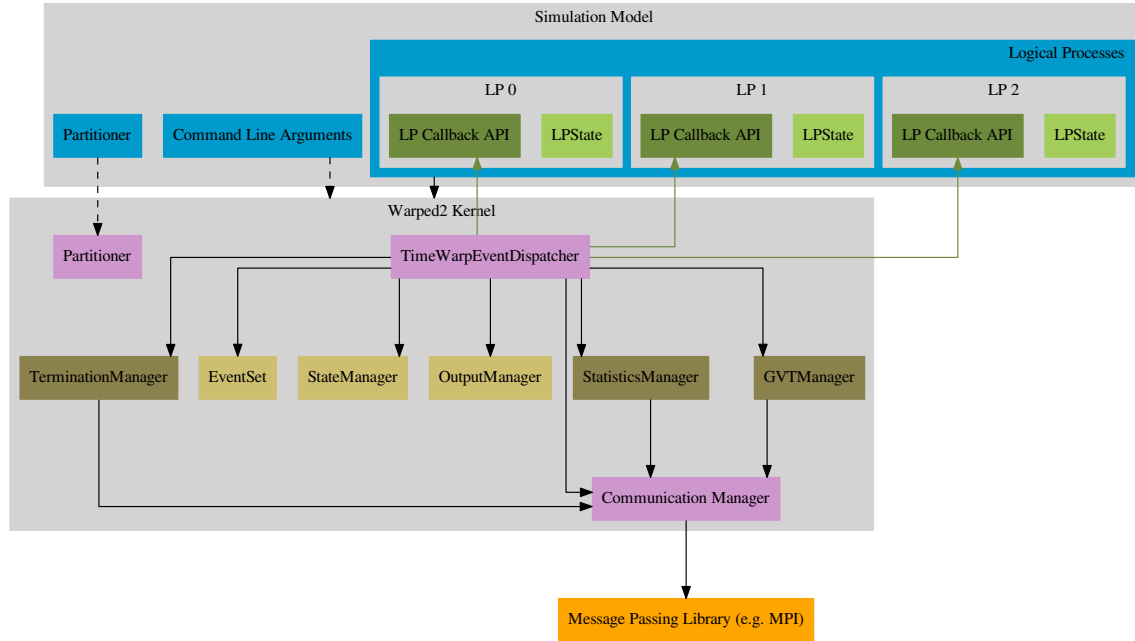 Simulation Model
Logical Processes
LP 0
LP 1
LP 2
Partitioner
Command Line Arguments
LP Callback API
LPState
LP Callback API
LPState
LP Callback API
LPState
Warped2 Kernel
Partitioner
TimeWarpEventDispatcher
TerminationManager
EventSet
StateManager
OutputManager
StatisticsManager
GVTManager
Communication Manager
Message Passing Library (e.g. MPI)